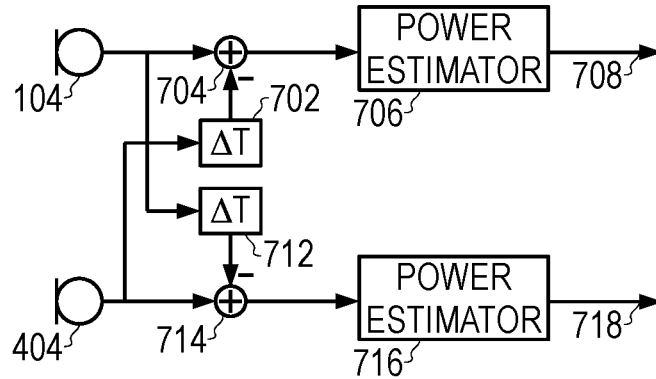 POWER
ESTIMATOR
104
704
702
706
708
ΔT
ΔT
712
POWER
ESTIMATOR
404
714
716
718